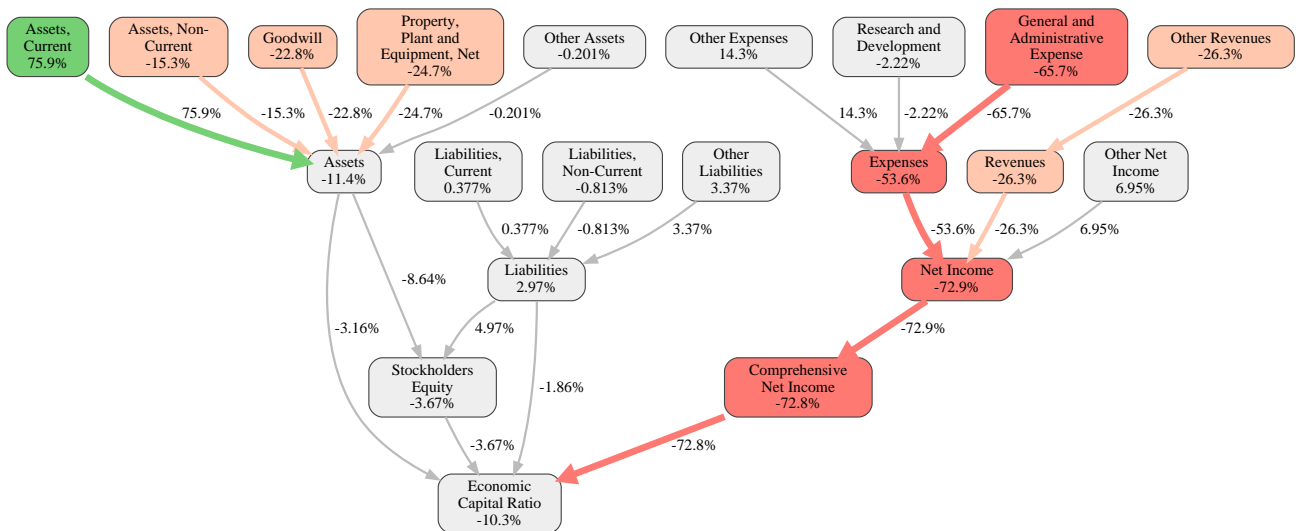 Assets,
Current
75.9%
Assets, Non-
Current
-15.3%
Goodwill
-22.8%
Property,
Plant and
Equipment, Net
-24.7%
Other Assets
-0.201%
Other Expenses
14.3%
Research and
Development
-2.22%
General and
Administrative
Expense
-65.7%
Other Revenues
-26.3%
75.9%
-15.3%
-22.8%
-24.7%
-0.201%
14.3%
-2.22%
-65.7%
-26.3%
Assets
-11.4%
Liabilities,
Current
0.377%
Liabilities,
Non-Current
-0.813%
Other
Liabilities
3.37%
Expenses
-53.6%
Revenues
-26.3%
Other Net
Income
6.95%
0.377%
-0.813%
3.37%
-53.6%
-26.3%
6.95%
-8.64%
Liabilities
2.97%
Net Income
-72.9%
-3.16%
4.97%
-72.9%
Stockholders
Equity
-3.67%
-1.86%
Comprehensive
Net Income
-72.8%
-3.67%
-72.8%
Economic
Capital Ratio
-10.3%